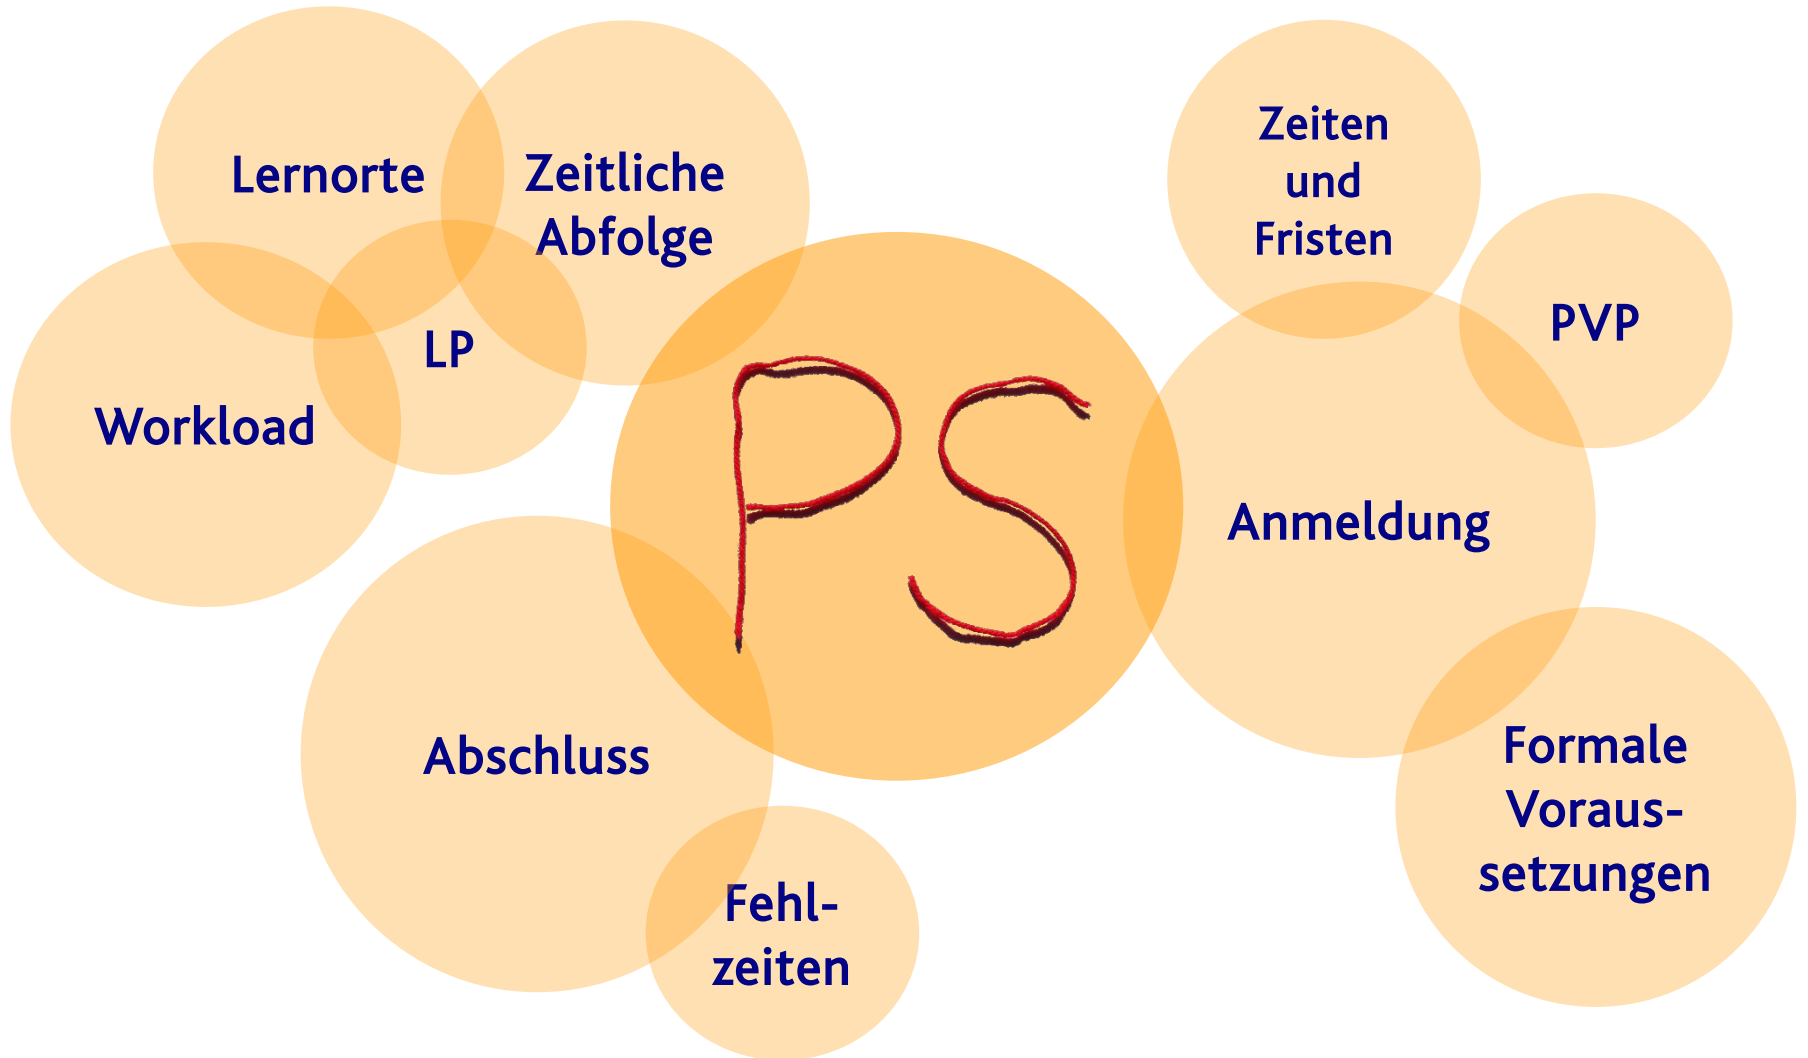 Lernorte
Zeitliche
Abfolge
LP
Workload
PS
Abschluss
Fehl-
zeiten
Zeiten
und
Fristen
PVP
Anmeldung
Formale
Voraus-
setzungen